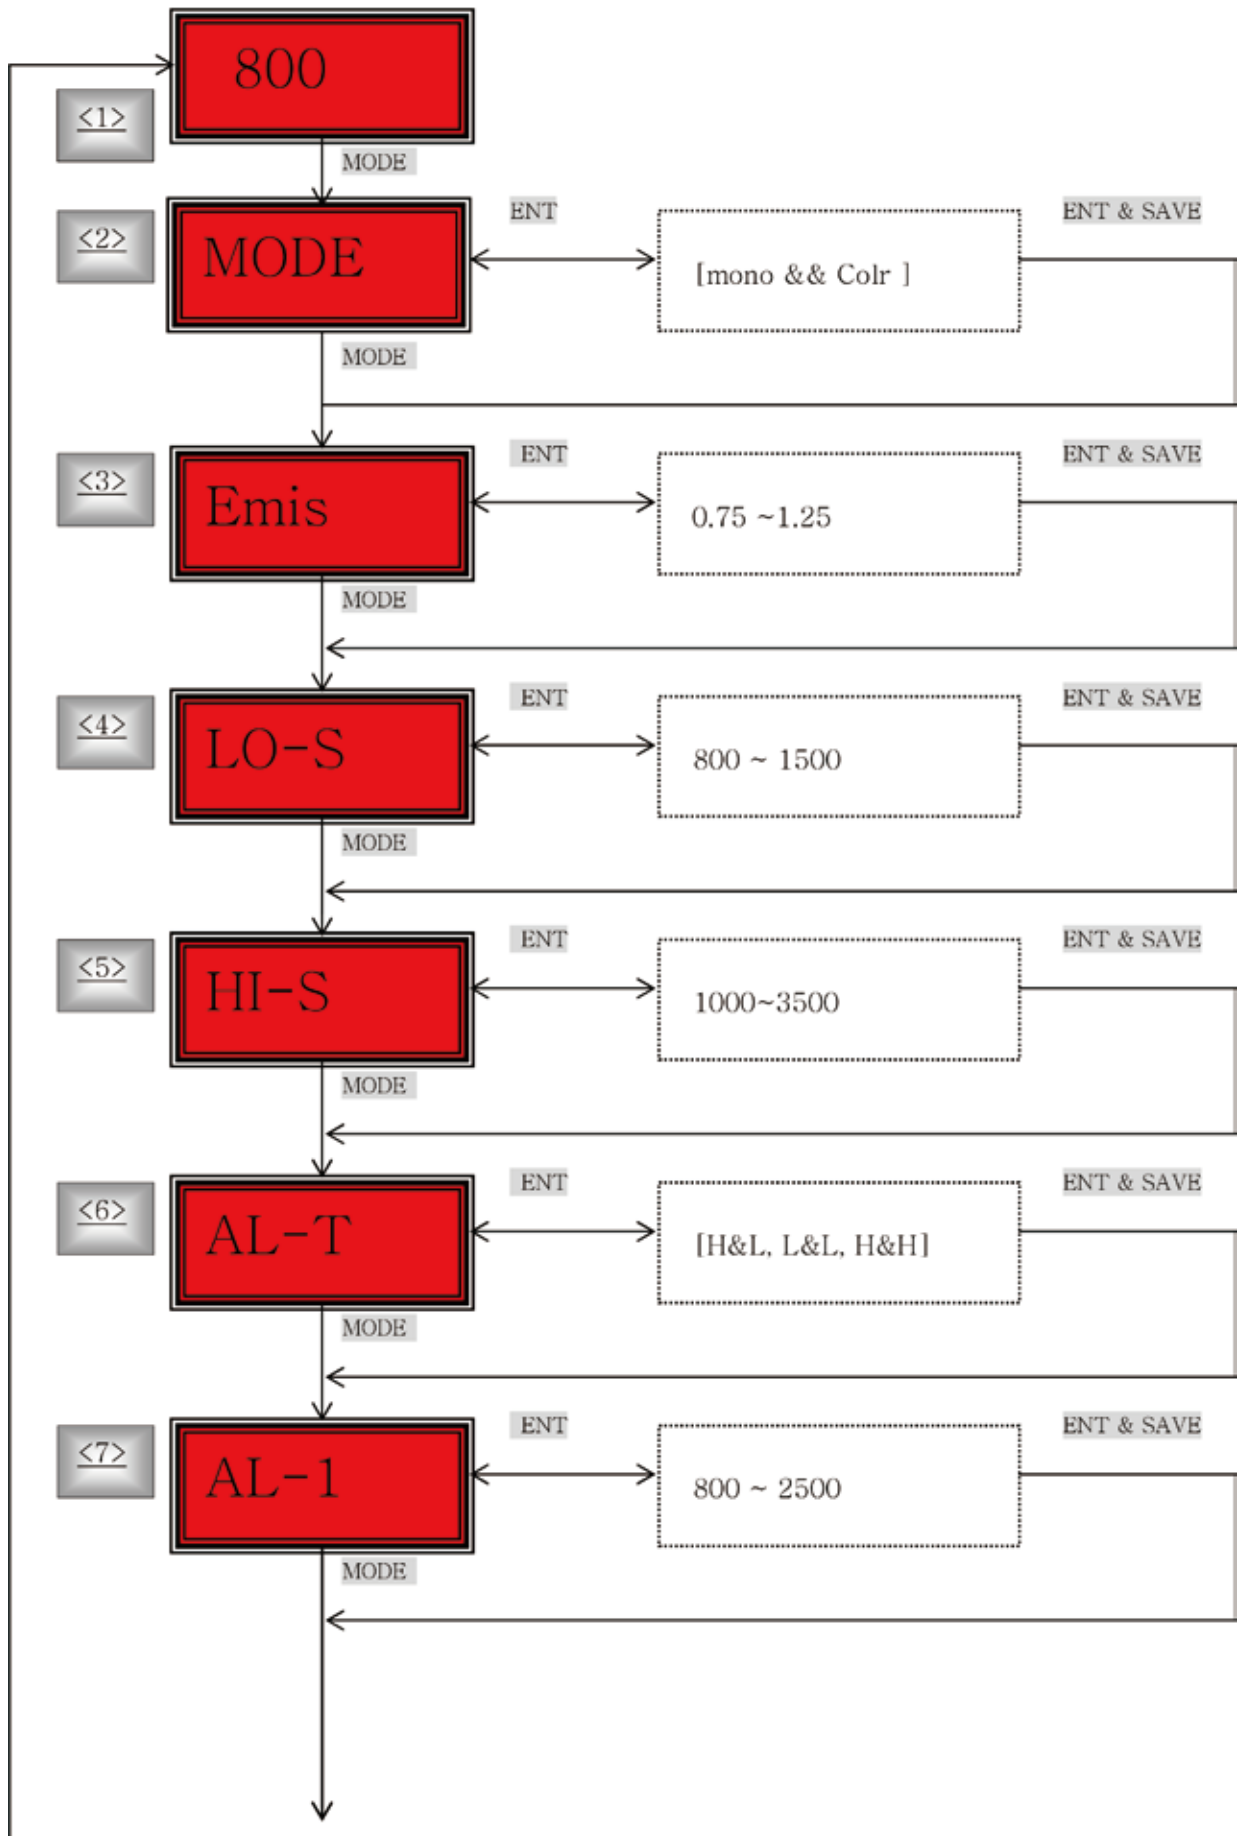 800
<1>
MODE
<2>
MODE
ENT
[mono && Colr ]
ENT & SAVE
MODE
<3>
Emis
ENT
0.75 ~1.25
ENT & SAVE
MODE
<4>
LO-S
ENT
800 ~ 1500
ENT & SAVE
MODE
<5>
HI-S
ENT
1000~3500
ENT & SAVE
MODE
<6>
AL-T
ENT
[H&L, L&L, H&H]
ENT & SAVE
MODE
<7>
AL-1
ENT
800 ~ 2500
ENT & SAVE
MODE